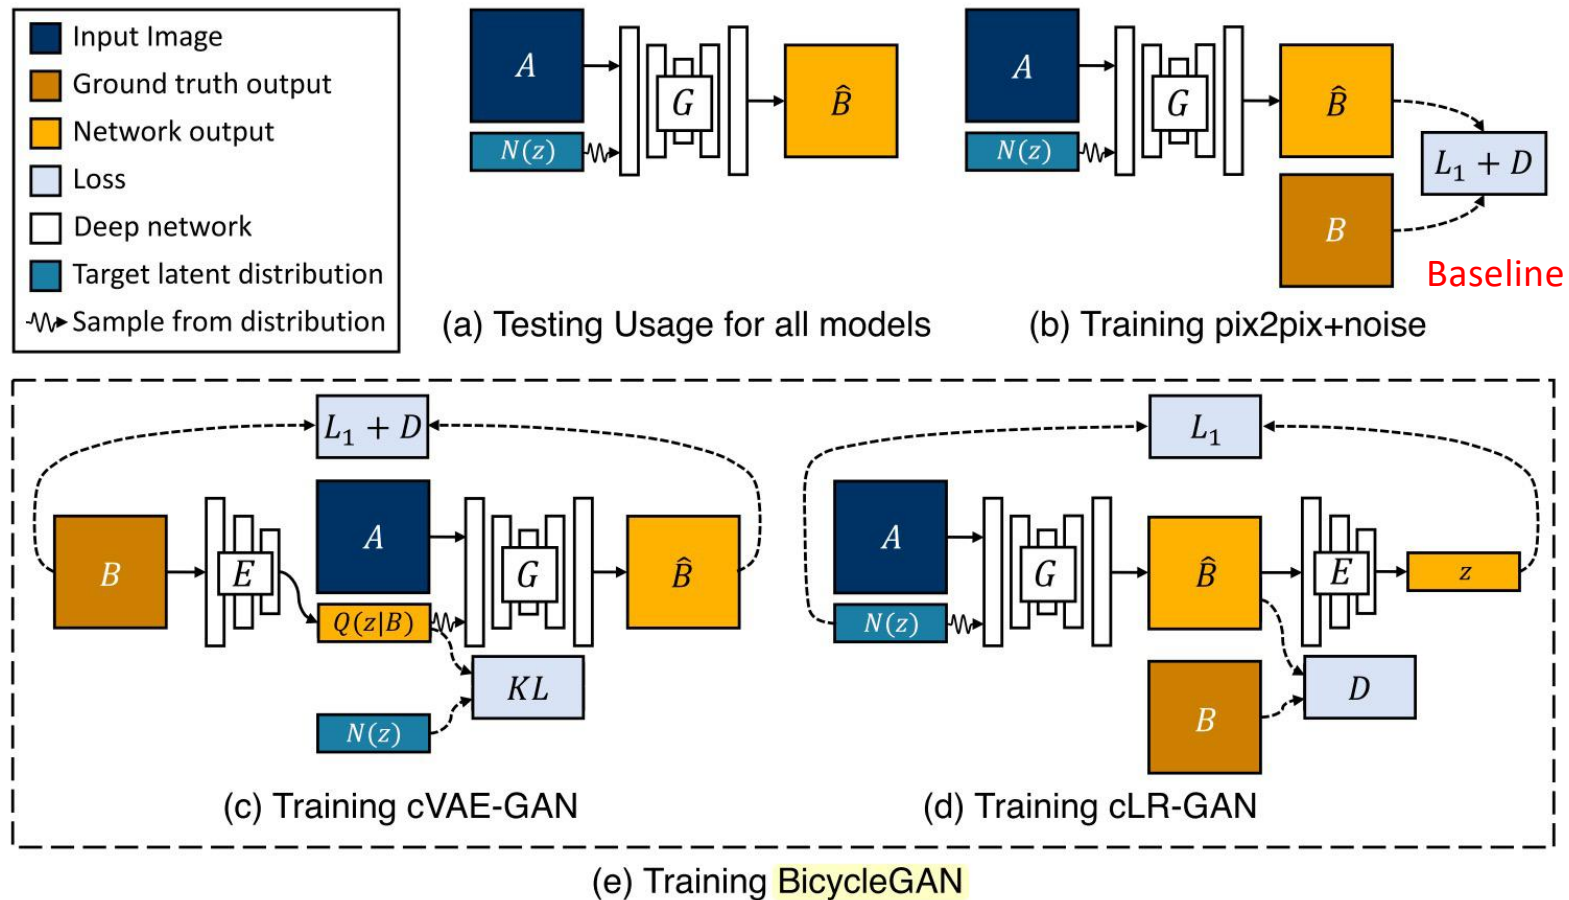 Input Image
Ground truth output
Network output
Loss
Deep network
Target latent distribution
Sample from distribution
A
N(z)
G
B̂
(a) Testing Usage for all models
A
N(z)
G
B̂
B
L₁ + D
Baseline
(b) Training pix2pix+noise
L₁ + D
B
E
A
Q(z|B)
G
B̂
KL
N(z)
(c) Training cVAE-GAN
L₁
A
N(z)
G
B̂
E
z
B
D
(d) Training cLR-GAN
(e) Training BicycleGAN